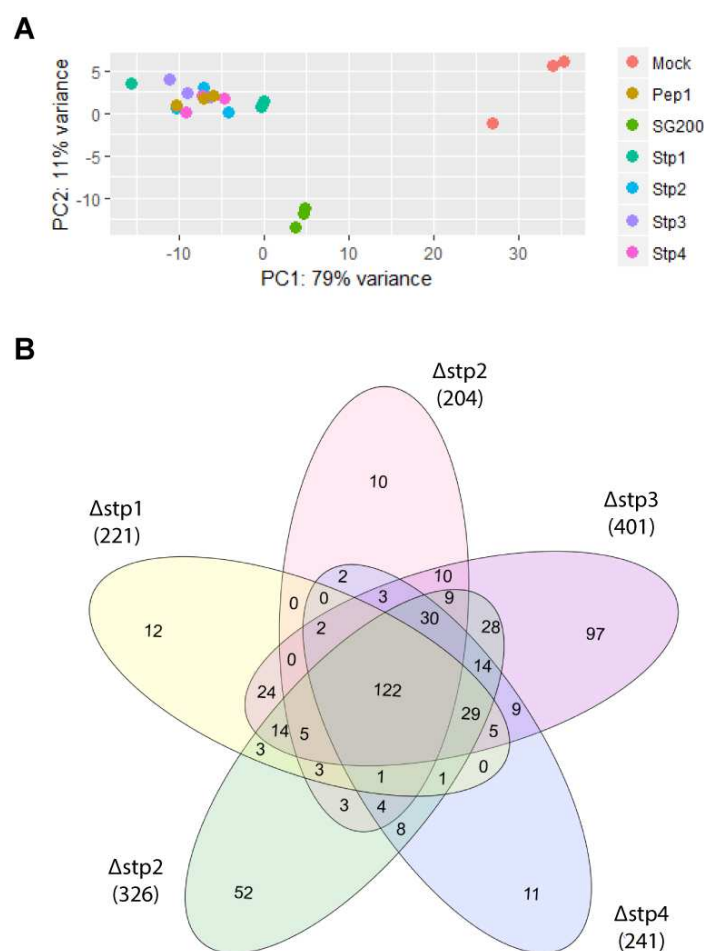 A
PC2: 11% variance
5
0
-5
-10
-10
0
10
20
30
PC1: 79% variance
Mock
Pep1
SG200
Stp1
Stp2
Stp3
Stp4
B
Δstp2
(204)
Δstp1
(221)
Δstp3
(401)
10
2
10
0
0
3
9
12
2
30
28
97
0
14
122
24
29
9
14
5
5
3
3
1
1
0
3
4
8
Δstp2
(326)
52
11
Δstp4
(241)